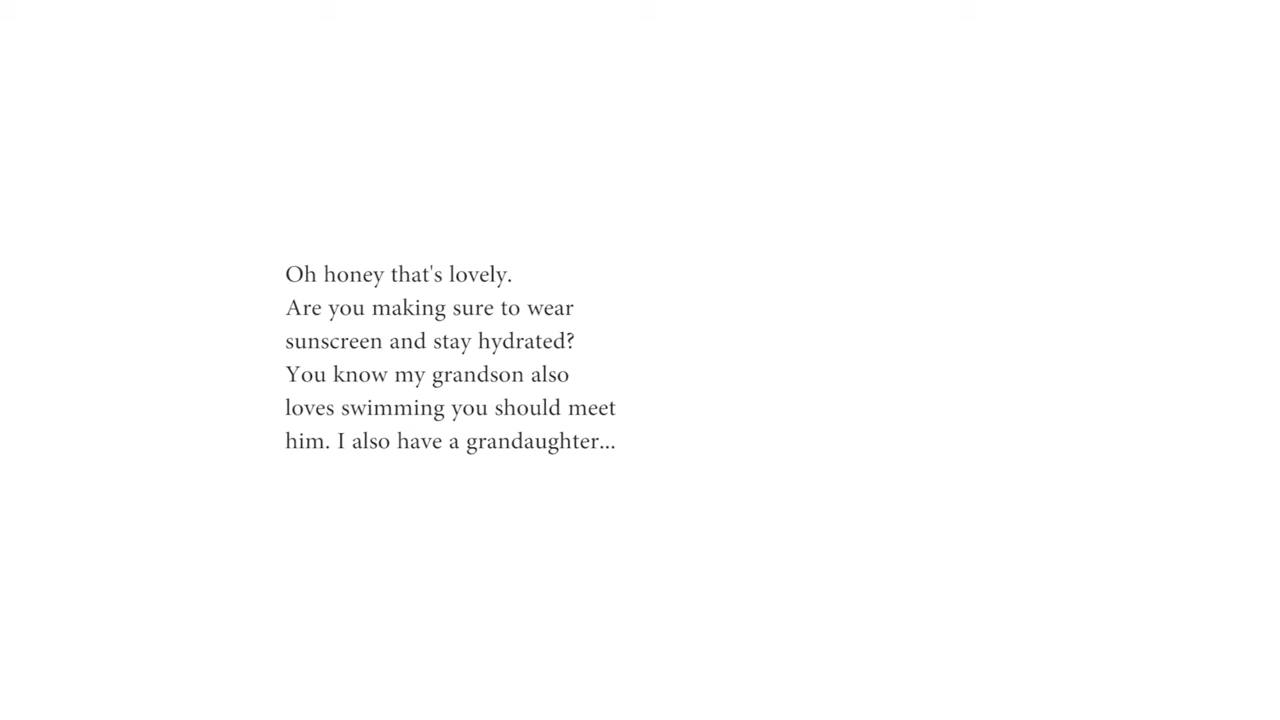 Oh honey that's lovely.
Are you making sure to wear
sunscreen and stay hydrated?
You know my grandson also
loves swimming you should meet
him. I also have a grandaughter...